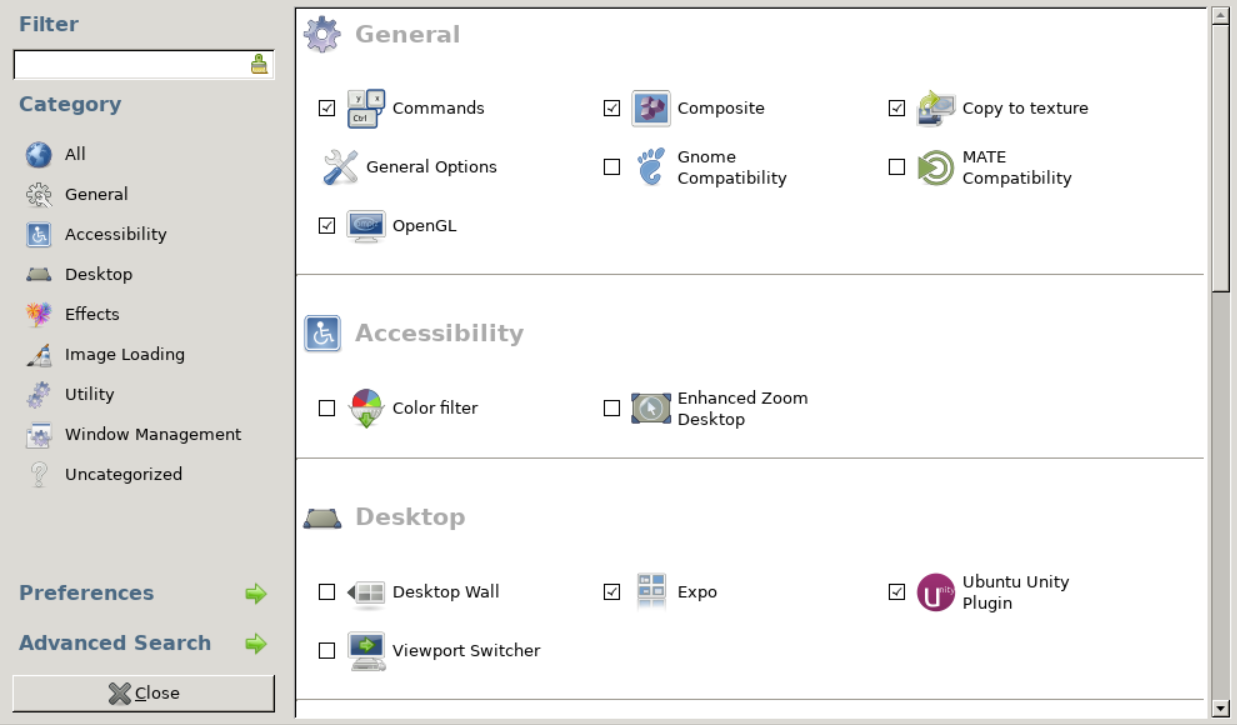 Filter
Category
All
General
Accessibility
Desktop
Effects
Image Loading
Utility
Window Management
Uncategorized
Preferences
Advanced Search
Close
General
y x
Ctrl
Commands
Composite
Copy to texture
General Options
Gnome
Compatibility
MATE
Compatibility
OpenGL
Accessibility
Color filter
Enhanced Zoom
Desktop
Desktop
Desktop Wall
Expo
Unity
Ubuntu Unity
Plugin
Viewport Switcher